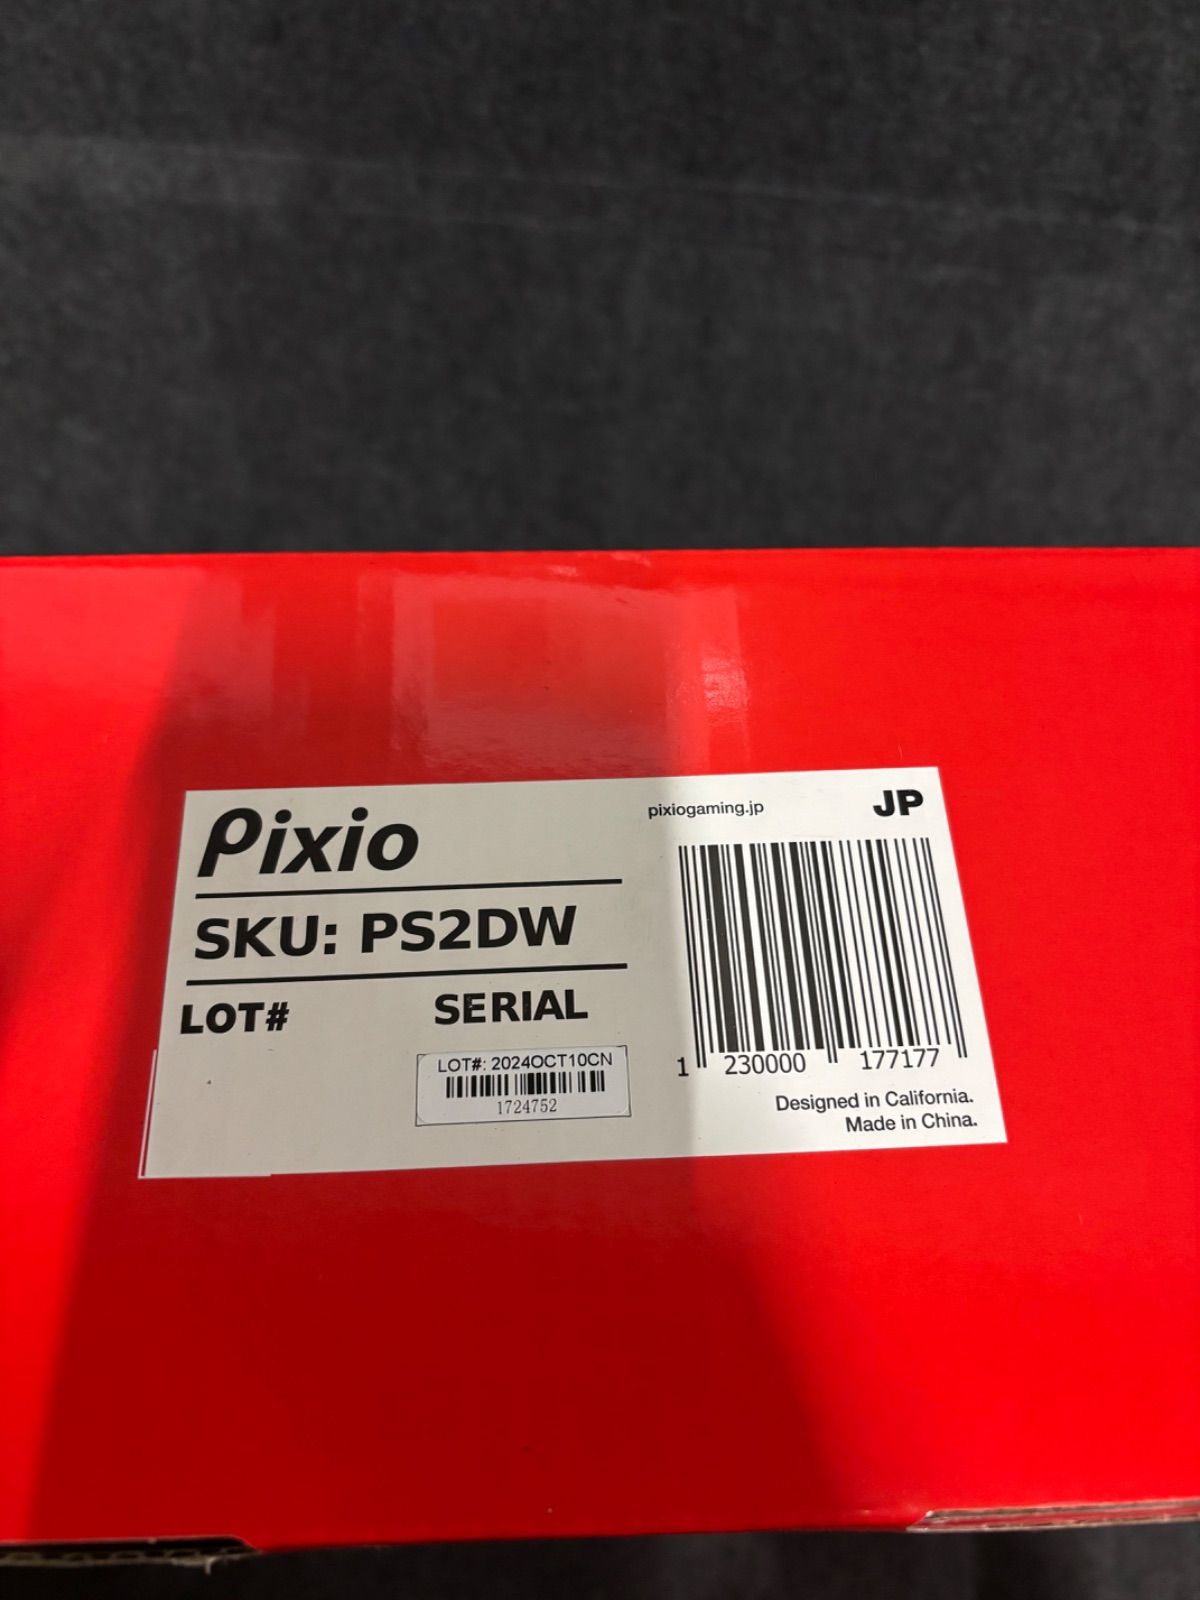 Pixio
pixiogaming.jp
JP
SKU: PS2DW
LOT#
SERIAL
LOT#: 2024OCT10CN
1724752
1 230000 177177
Designed in California.
Made in China.